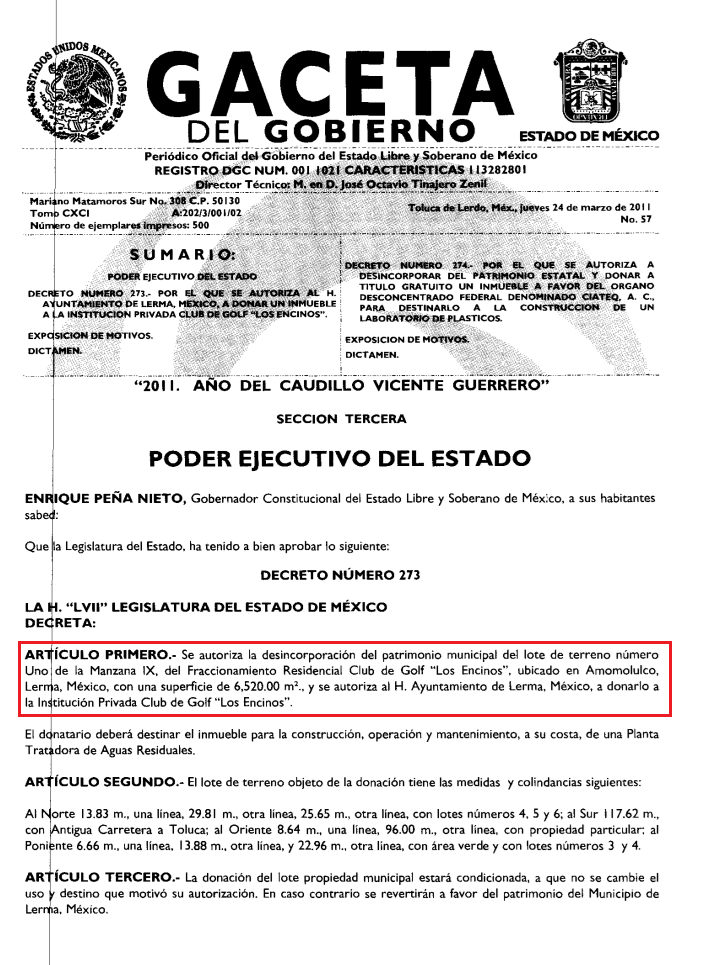 ESTADOS UNIDOS MEXICANOS
GACETA
DEL GOBIERNO
ESTADO DE MÉXICO
Periódico Oficial del Gobierno del Estado Libre y Soberano de México
REGISTRO DGC NUM. 001 1021 CARACTERISTICAS 113282801
Director Técnico: M. en D. José Octavio Tinajero Zenil
Mariano Matamoros Sur No. 308 C.P. 50130
Tomo CXCI A:202/3/001/02
Número de ejemplares impresos: 500
Toluca de Lerdo, Méx., jueves 24 de marzo de 2011
No. 57
SUMARIO:
PODER EJECUTIVO DEL ESTADO
DECRETO NUMERO 273.- POR EL QUE SE AUTORIZA AL H.
AYUNTAMIENTO DE LERMA, MEXICO, A DONAR UN INMUEBLE
A LA INSTITUCION PRIVADA CLUB DE GOLF “LOS ENCINOS”.
EXPOSICION DE MOTIVOS.
DICTAMEN.
DECRETO NUMERO 274.- POR EL QUE SE AUTORIZA A
DESINCORPORAR DEL PATRIMONIO ESTATAL Y DONAR A
TITULO GRATUITO UN INMUEBLE A FAVOR DEL ORGANO
DESCONCENTRADO FEDERAL DENOMINADO CIATEQ, A. C.,
PARA DESTINARLO A LA CONSTRUCCION DE UN
LABORATORIO DE PLASTICOS.
EXPOSICION DE MOTIVOS.
DICTAMEN.
“2011. AÑO DEL CAUDILLO VICENTE GUERRERO”
SECCION TERCERA
PODER EJECUTIVO DEL ESTADO
ENRIQUE PEÑA NIETO, Gobernador Constitucional del Estado Libre y Soberano de México, a sus habitantes
sabed:
Que la Legislatura del Estado, ha tenido a bien aprobar lo siguiente:
DECRETO NÚMERO 273
LA H. “LVII” LEGISLATURA DEL ESTADO DE MÉXICO
DECRETA:
ARTÍCULO PRIMERO.- Se autoriza la desincorporación del patrimonio municipal del lote de terreno número
Uno de la Manzana IX, del Fraccionamiento Residencial Club de Golf “Los Encinos”, ubicado en Amomolulco,
Lerma, México, con una superficie de 6,520.00 m²., y se autoriza al H. Ayuntamiento de Lerma, México, a donarlo a
la Institución Privada Club de Golf “Los Encinos”.
El donatario deberá destinar el inmueble para la construcción, operación y mantenimiento, a su costa, de una Planta
Tratadora de Aguas Residuales.
ARTÍCULO SEGUNDO.- El lote de terreno objeto de la donación tiene las medidas y colindancias siguientes:
Al Norte 13.83 m., una línea, 29.81 m., otra línea, 25.65 m., otra línea, con lotes números 4, 5 y 6; al Sur 117.62 m.,
con Antigua Carretera a Toluca; al Oriente 8.64 m., una línea, 96.00 m., otra línea, con propiedad particular; al
Poniente 6.66 m., una línea, 13.88 m., otra línea, y 22.96 m., otra línea, con área verde y con lotes números 3 y 4.
ARTÍCULO TERCERO.- La donación del lote propiedad municipal estará condicionada, a que no se cambie el
uso y destino que motivó su autorización. En caso contrario se revertirán a favor del patrimonio del Municipio de
Lerma, México.